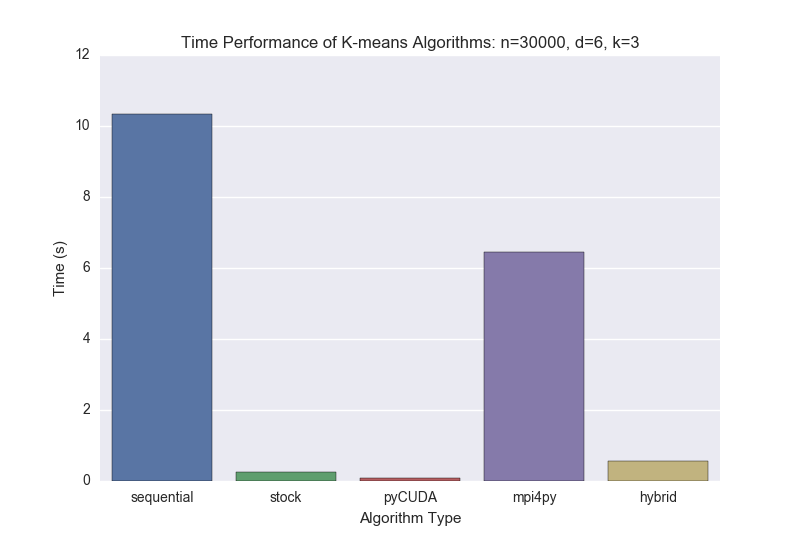 Time Performance of K-means Algorithms: n=30000, d=6, k=3
12
10
8
6
4
2
0
Time (s)
sequential stock pyCUDA mpi4py hybrid
Algorithm Type